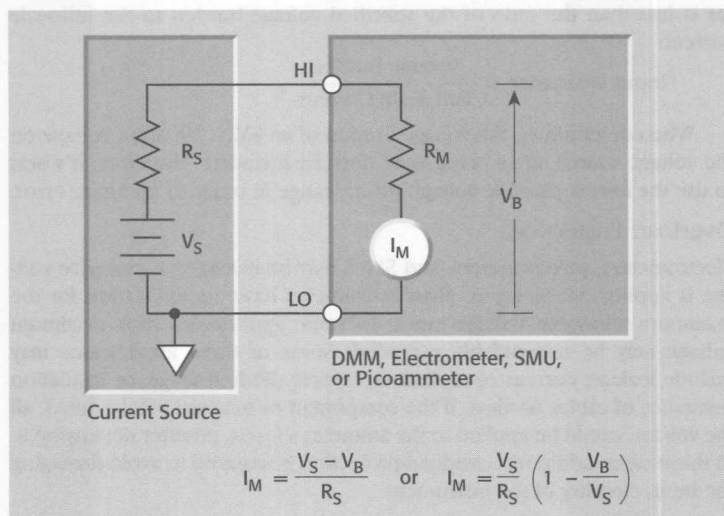 HI
R_S
R_M
V_B
V_S
I_M
LO
DMM, Electrometer, SMU,
or Picoammeter
Current Source
I_M = (V_S – V_B) / R_S or I_M = V_S / R_S (1 – V_B / V_S)